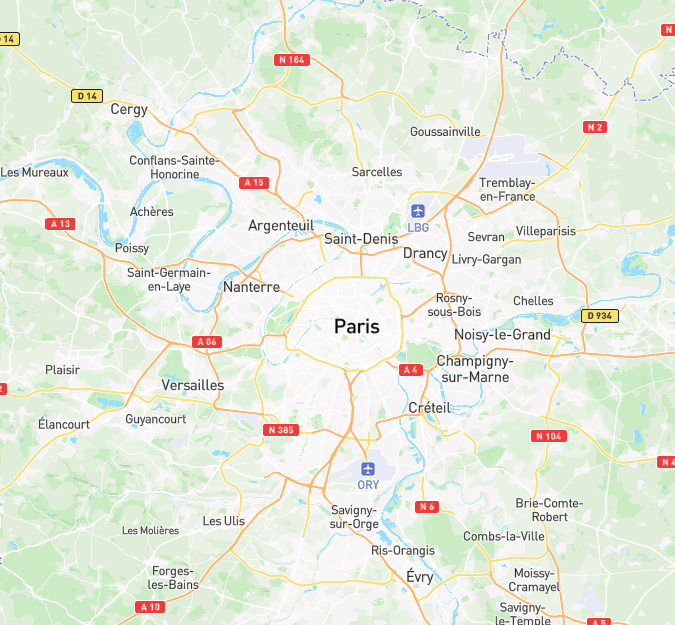 N 184
N
D 14
D 14
Cergy
Goussainville
N 2
Conflans-Sainte-
Honorine
Les Mureaux
Sarcelles
A 15
Tremblay-
en-France
Achères
LBG
A 13
Argenteuil
Saint-Denis
Sevran
Villeparisis
Poissy
Drancy
Livry-Gargan
Saint-Germain-
en-Laye
Nanterre
Rosny-
sous-Bois
Chelles
D 934
Paris
Noisy-le-Grand
A 86
Champigny-
sur-Marne
A 4
Plaisir
Versailles
2
Créteil
Élancourt
Guyancourt
N 385
N 104
N 4
ORY
N 6
Savigny-
sur-Orge
Brie-Comte-
Robert
Les Ulis
Les Molières
Combs-la-Ville
Ris-Orangis
Forges-
les-Bains
Évry
Moissy-
Cramayel
A 10
Savigny-
le-Temple
A 5